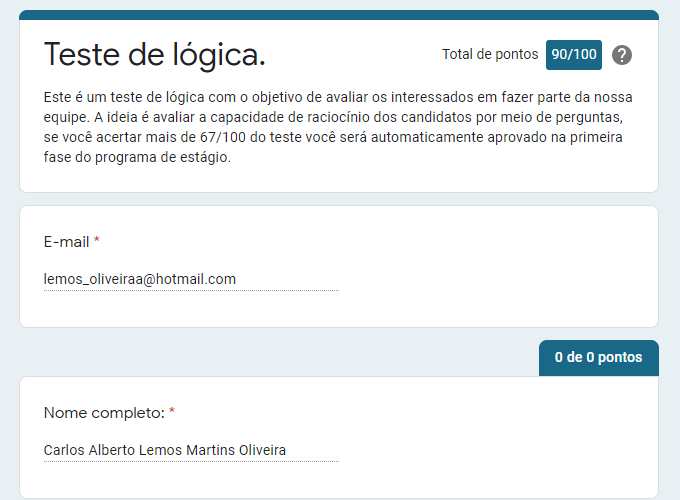 Teste de lógica.
Total de pontos 90/100 ?
Este é um teste de lógica com o objetivo de avaliar os interessados em fazer parte da nossa
equipe. A ideia é avaliar a capacidade de raciocínio dos candidatos por meio de perguntas,
se você acertar mais de 67/100 do teste você será automaticamente aprovado na primeira
fase do programa de estágio.
E-mail *
lemos_oliveiraa@hotmail.com
0 de 0 pontos
Nome completo: *
Carlos Alberto Lemos Martins Oliveira